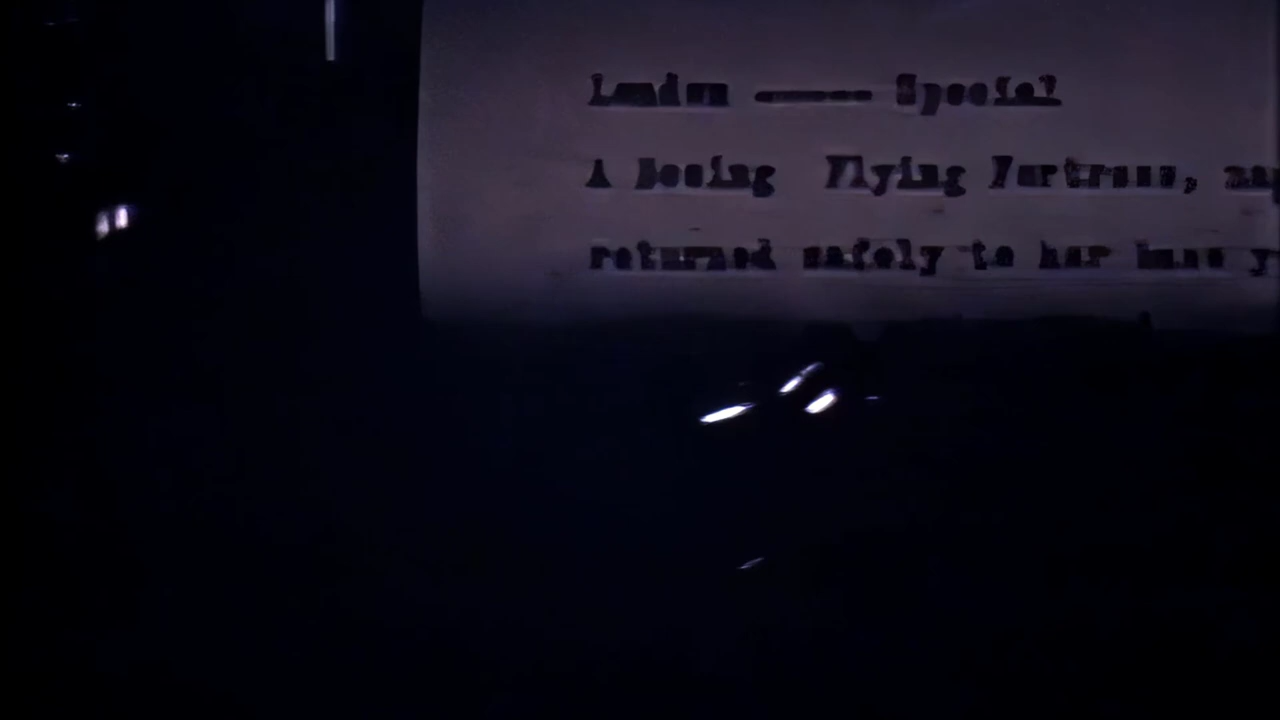 London —— Special
A Boeing Flying Fortress,
returned safely to her base